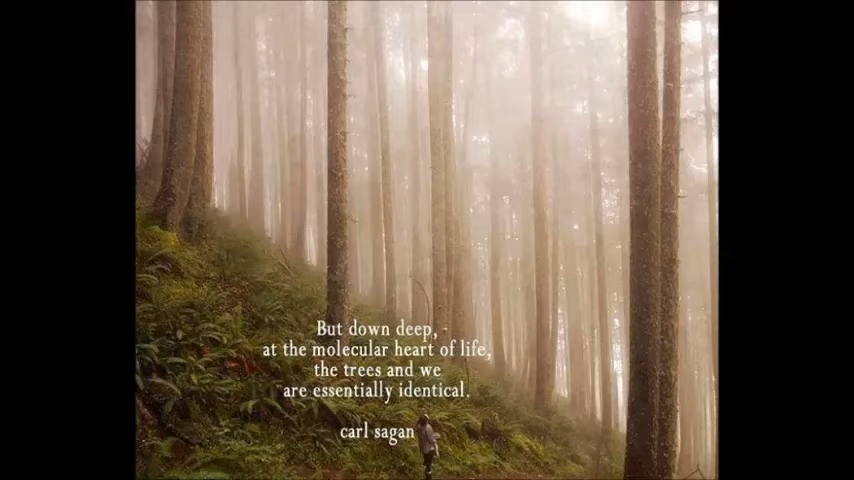 But down deep,
at the molecular heart of life,
the trees and we
are essentially identical.
carl sagan